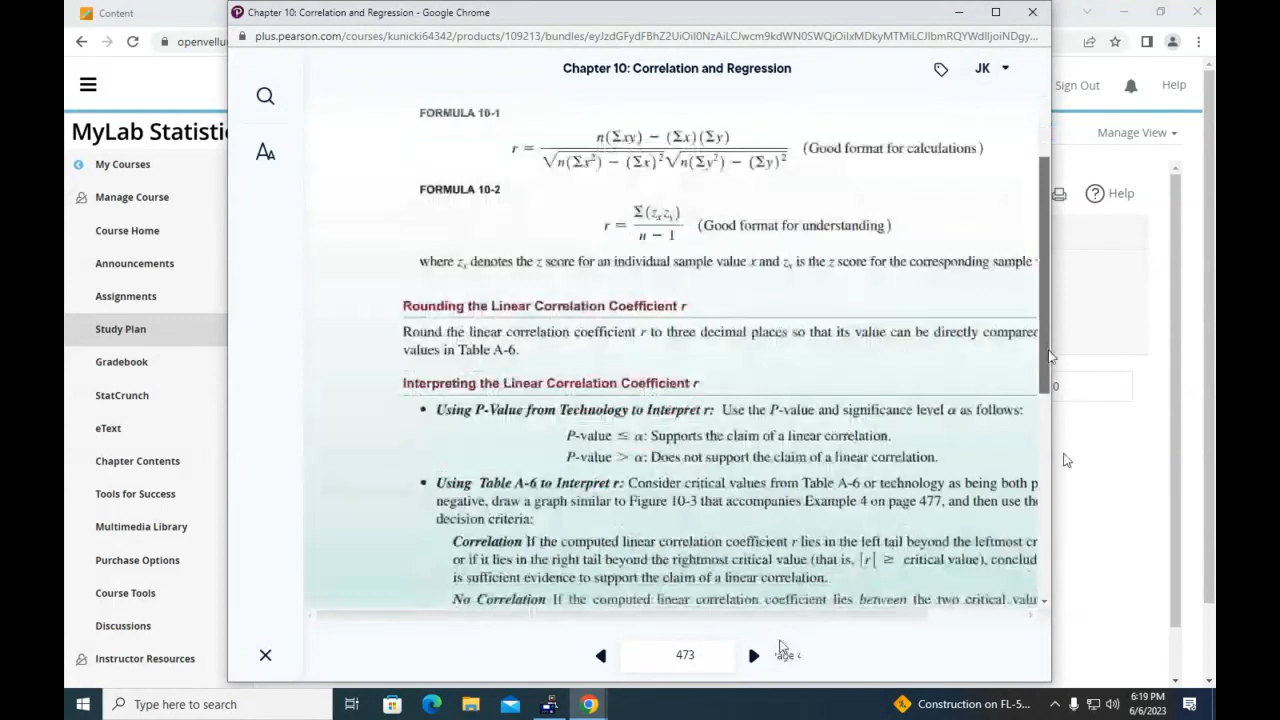 Content
Chapter 10: Correlation and Regression - Google Chrome
openvellu
plus.pearson.com/courses/kunicki64342/products/109213/bundles/
Chapter 10: Correlation and Regression
JK
Sign Out
Help
MyLab Statistic
Manage View
My Courses
Manage Course
Course Home
Announcements
Assignments
Study Plan
Gradebook
StatCrunch
eText
Chapter Contents
Tools for Success
Multimedia Library
Purchase Options
Course Tools
Discussions
Instructor Resources
FORMULA 10-1
r = n(Σxy) − (Σx)(Σy) / √n(Σx²) − (Σx)² √n(Σy²) − (Σy)² (Good format for calculations)
FORMULA 10-2
r = Σ(zₓzᵧ) / n − 1 (Good format for understanding)
where zₓ denotes the z score for an individual sample value x and zᵧ is the z score for the corresponding sample
Rounding the Linear Correlation Coefficient r
Round the linear correlation coefficient r to three decimal places so that its value can be directly compared
values in Table A-6.
Interpreting the Linear Correlation Coefficient r
• Using P-Value from Technology to Interpret r: Use the P-value and significance level α as follows:
P-value ≤ α: Supports the claim of a linear correlation.
P-value > α: Does not support the claim of a linear correlation.
• Using Table A-6 to Interpret r: Consider critical values from Table A-6 or technology as being both p
negative, draw a graph similar to Figure 10-3 that accompanies Example 4 on page 477, and then use the
decision criteria:
Correlation If the computed linear correlation coefficient r lies in the left tail beyond the leftmost cr
or if it lies in the right tail beyond the rightmost critical value (that is, |r| ≥ critical value), conclud
is sufficient evidence to support the claim of a linear correlation.
No Correlation If the computed linear correlation coefficient lies between the two critical valu
473
Help
0
Type here to search
Construction on FL-5...
6:19 PM
6/6/2023